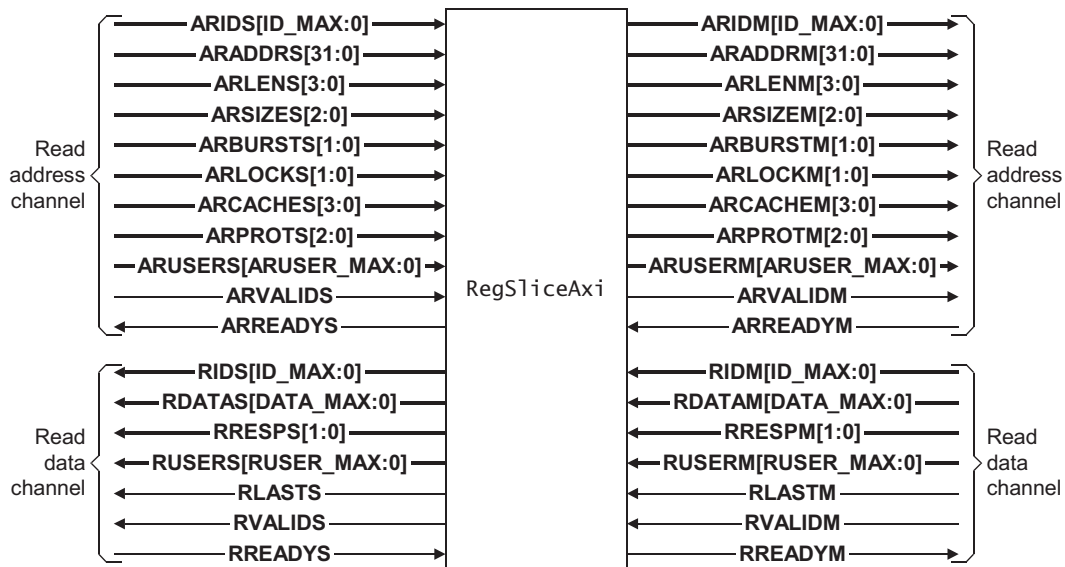 ARIDS[ID_MAX:0] ARIDM[ID_MAX:0]
ARADDRS[31:0] ARADDRM[31:0]
ARLENS[3:0] ARLENM[3:0]
ARSIZES[2:0] ARSIZEM[2:0]
ARBURSTS[1:0] ARBURSTM[1:0]
Read address channel
ARLOCKS[1:0] ARLOCKM[1:0]
Read address channel
ARCACHES[3:0] ARCACHEM[3:0]
ARPROTS[2:0] ARPROTM[2:0]
ARUSERS[ARUSER_MAX:0] ARUSERM[ARUSER_MAX:0]
RegSliceAxi
ARVALIDS ARVALIDM
ARREADYS ARREADYM
RIDS[ID_MAX:0] RIDM[ID_MAX:0]
RDATAS[DATA_MAX:0] RDATAM[DATA_MAX:0]
RRESPS[1:0] RRESPM[1:0]
Read data channel
RUSERS[RUSER_MAX:0] RUSERM[RUSER_MAX:0]
Read data channel
RLASTS RLASTM
RVALIDS RVALIDM
RREADYS RREADYM